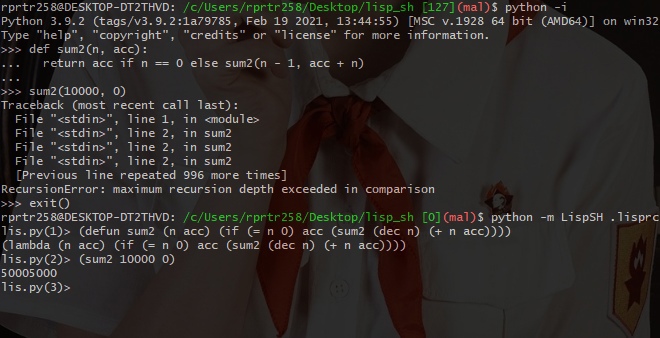 rprtr258@DESKTOP-DT2THVD: /c/Users/rprtr258/Desktop/lisp_sh [127](mal)$ python -i
Python 3.9.2 (tags/v3.9.2:1a79785, Feb 19 2021, 13:44:55) [MSC v.1928 64 bit (AMD64)] on win32
Type "help", "copyright", "credits" or "license" for more information.
>>> def sum2(n, acc):
...    return acc if n == 0 else sum2(n - 1, acc + n)
...
>>> sum2(10000, 0)
Traceback (most recent call last):
  File "<stdin>", line 1, in <module>
  File "<stdin>", line 2, in sum2
  File "<stdin>", line 2, in sum2
  File "<stdin>", line 2, in sum2
  [Previous line repeated 996 more times]
RecursionError: maximum recursion depth exceeded in comparison
>>> exit()
rprtr258@DESKTOP-DT2THVD: /c/Users/rprtr258/Desktop/lisp_sh [0](mal)$ python -m LispSH .lisprc
lis.py(1)> (defun sum2 (n acc) (if (= n 0) acc (sum2 (dec n) (+ n acc))))
(lambda (n acc) (if (= n 0) acc (sum2 (dec n) (+ n acc))))
lis.py(2)> (sum2 10000 0)
50005000
lis.py(3)>